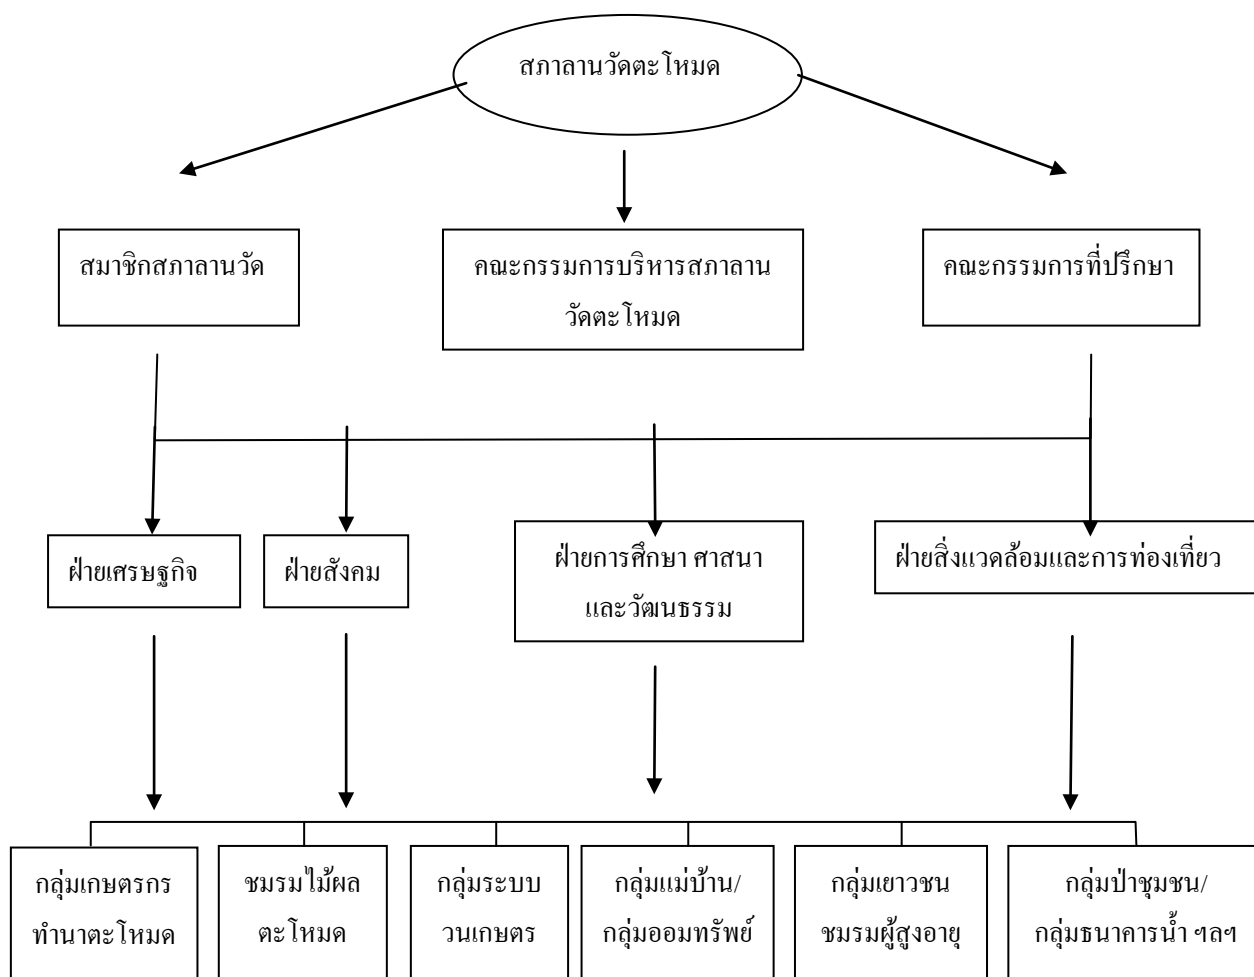 สภาลานวัดตะโหมด
สมาชิกสภาลานวัด
คณะกรรมการบริหารสภาลาน
วัดตะโหมด
คณะกรรมการที่ปรึกษา
ฝ่ายเศรษฐกิจ
ฝ่ายสังคม
ฝ่ายการศึกษา ศาสนา
และวัฒนธรรม
ฝ่ายสิ่งแวดล้อมและการท่องเที่ยว
กลุ่มเกษตรกร
ทำนาตะโหมด
ชมรมไม้ผล
ตะโหมด
กลุ่มระบบ
วนเกษตร
กลุ่มแม่บ้าน/
กลุ่มออมทรัพย์
กลุ่มเยาวชน
ชมรมผู้สูงอายุ
กลุ่มป่าชุมชน/
กลุ่มธนาคารน้ำ ฯลฯ